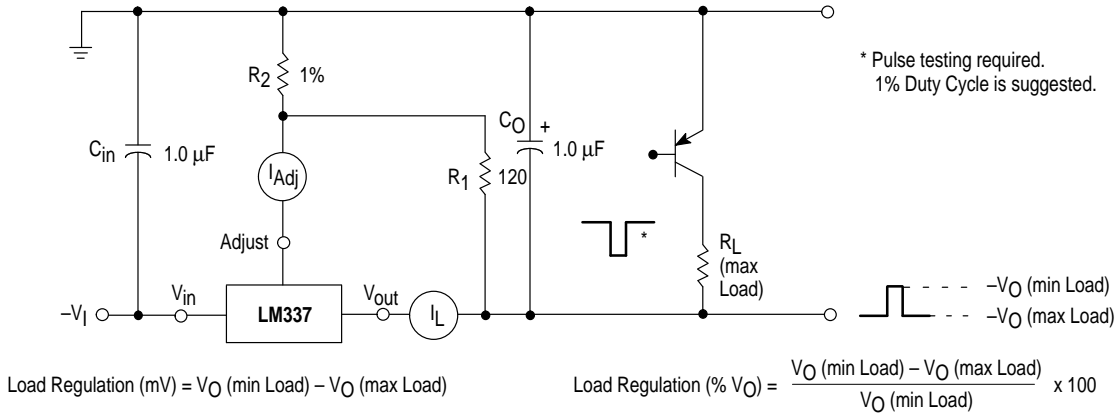 * Pulse testing required.
1% Duty Cycle is suggested.
R2
1%
CO
+
1.0 µF
Cin
1.0 µF
IAdj
R1
120
Adjust
*
RL
(max
Load)
–VI
Vin
LM337
Vout
IL
–VO (min Load)
–VO (max Load)
Load Regulation (mV) = VO (min Load) – VO (max Load)
Load Regulation (% VO) = VO (min Load) – VO (max Load)
VO (min Load)
x 100